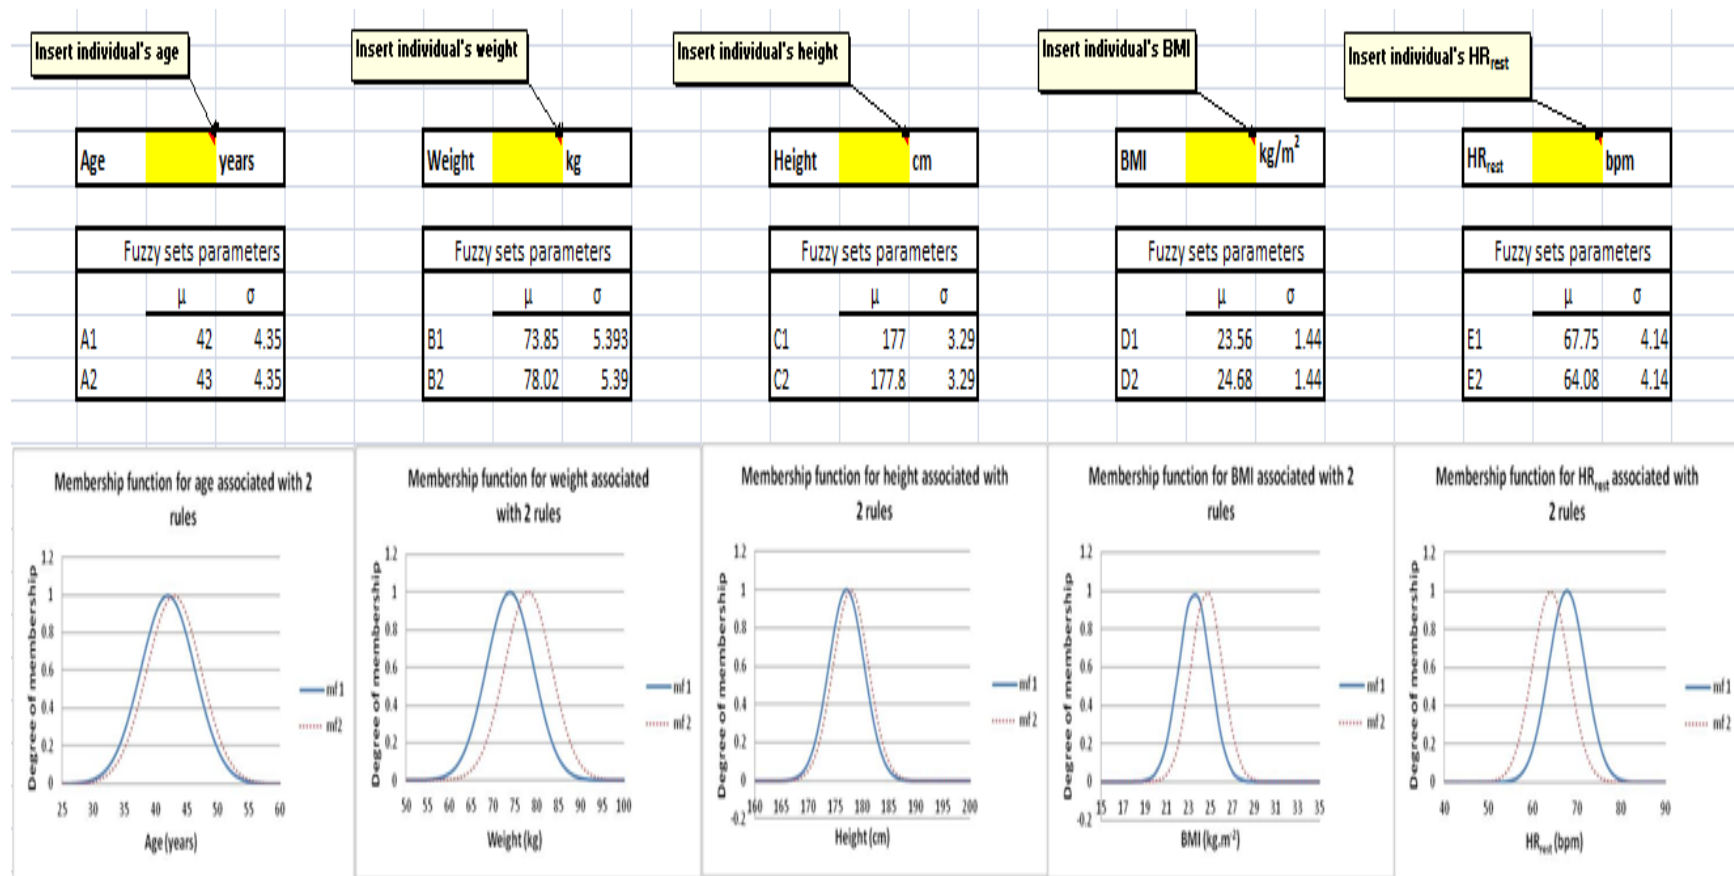 Insert individual's age
Insert individual's weight
Insert individual's height
Insert individual's BMI
Insert individual's HRrest
Age years
Weight kg
Height cm
BMI kg/m²
HRrest bpm
Fuzzy sets parameters
μ σ
A1 42 4.35
A2 43 4.35
Fuzzy sets parameters
μ σ
B1 73.85 5.393
B2 78.02 5.39
Fuzzy sets parameters
μ σ
C1 177 3.29
C2 177.8 3.29
Fuzzy sets parameters
μ σ
D1 23.56 1.44
D2 24.68 1.44
Fuzzy sets parameters
μ σ
E1 67.75 4.14
E2 64.08 4.14
Membership function for age associated with 2
rules
Degree of membership
1.2
1
0.8
0.6
0.4
0.2
0
25 30 35 40 45 50 55 60
Age (years)
mf1
mf2
Membership function for weight associated
with 2 rules
Degree of membership
1.2
1
0.8
0.6
0.4
0.2
0
50 55 60 65 70 75 80 85 90 95 100
Weight (kg)
mf1
mf2
Membership function for height associated with
2 rules
Degree of membership
1.2
1
0.8
0.6
0.4
0.2
0
-0.2
160 165 170 175 180 185 190 195 200
Height (cm)
mf1
mf2
Membership function for BMI associated with 2
rules
Degree of membership
1.2
1
0.8
0.6
0.4
0.2
0
-0.2
15 17 19 21 23 25 27 29 31 33 35
BMI (kg.m⁻²)
mf1
mf2
Membership function for HRrest associated with
2 rules
Degree of membership
1.2
1
0.8
0.6
0.4
0.2
0
40 50 60 70 80 90
HRrest (bpm)
mf1
mf2